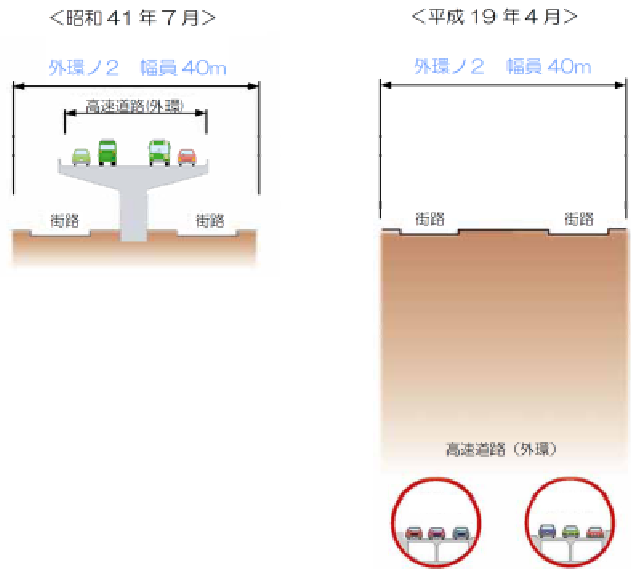 ＜昭和41年7月＞
外環ノ2　幅員40m
高速道路(外環)
街路　街路
＜平成19年4月＞
外環ノ2　幅員40m
街路　街路
高速道路（外環）